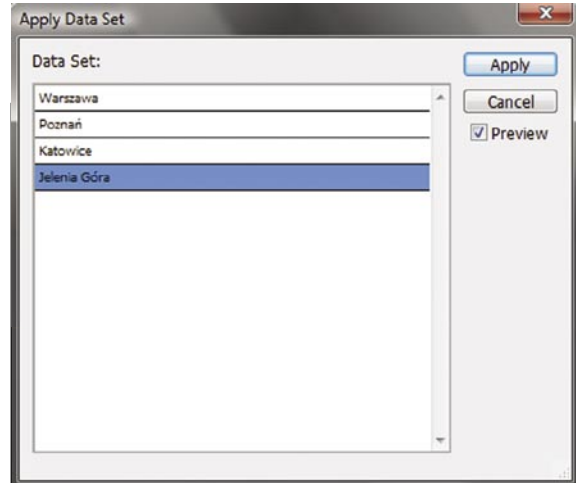 Apply Data Set
Data Set:
Warszawa
Poznań
Katowice
Jelenia Góra
Apply
Cancel
Preview